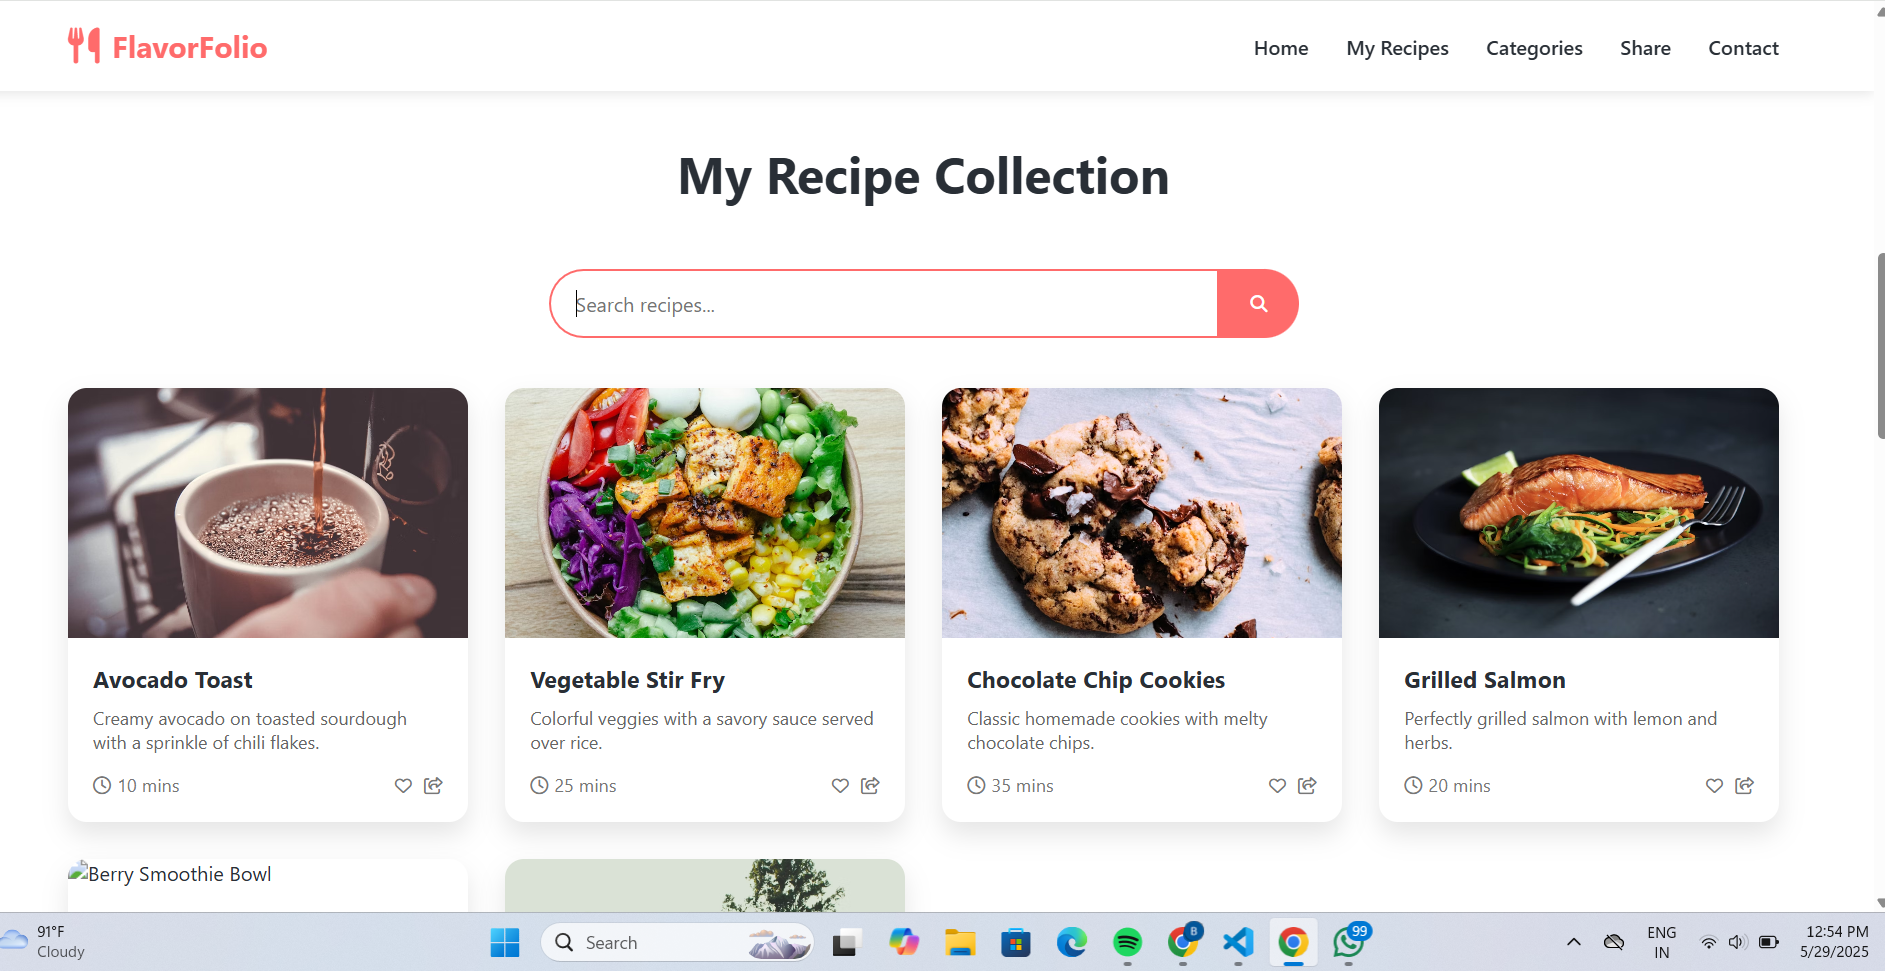 FlavorFolio
Home My Recipes Categories Share Contact
My Recipe Collection
Search recipes...
Avocado Toast
Creamy avocado on toasted sourdough
with a sprinkle of chili flakes.
10 mins
Vegetable Stir Fry
Colorful veggies with a savory sauce served
over rice.
25 mins
Chocolate Chip Cookies
Classic homemade cookies with melty
chocolate chips.
35 mins
Grilled Salmon
Perfectly grilled salmon with lemon and
herbs.
20 mins
Berry Smoothie Bowl
91°F
Cloudy
Search
B
99
ENG
IN
12:54 PM
5/29/2025